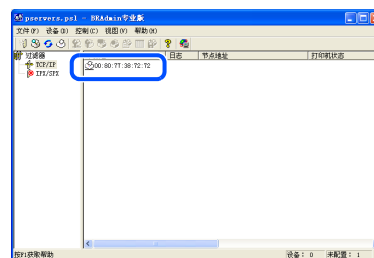 pservers.ps1 - BRAdmin专业版
文件(F) 设备(D) 控制(C) 视图(V) 帮助(H)
过滤器 日志 节点地址 打印机状态
TCP/IP 00:80:77:38:72:72
IPX/SPX
按F1获取帮助 设备: 0 未配置: 1